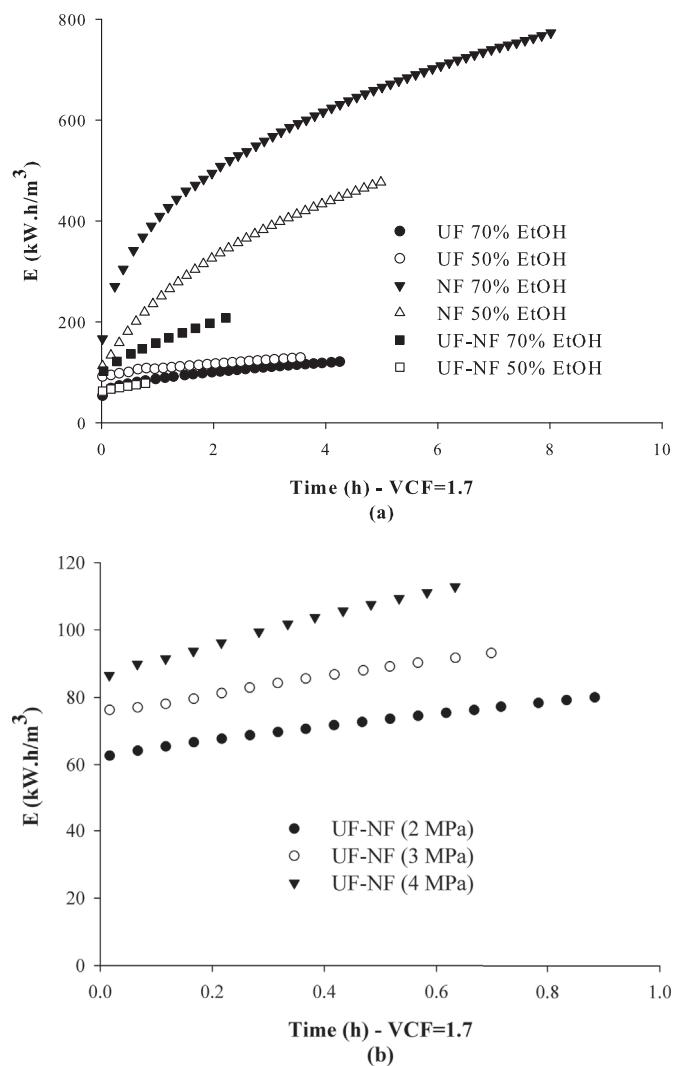 800
600
400
200
0
E (kW.h/m³)
UF 70% EtOH
UF 50% EtOH
NF 70% EtOH
NF 50% EtOH
UF-NF 70% EtOH
UF-NF 50% EtOH
0 2 4 6 8 10
Time (h) - VCF=1.7
(a)
120
100
80
60
40
20
0
E (kW.h/m³)
UF-NF (2 MPa)
UF-NF (3 MPa)
UF-NF (4 MPa)
0.0 0.2 0.4 0.6 0.8 1.0
Time (h) - VCF=1.7
(b)